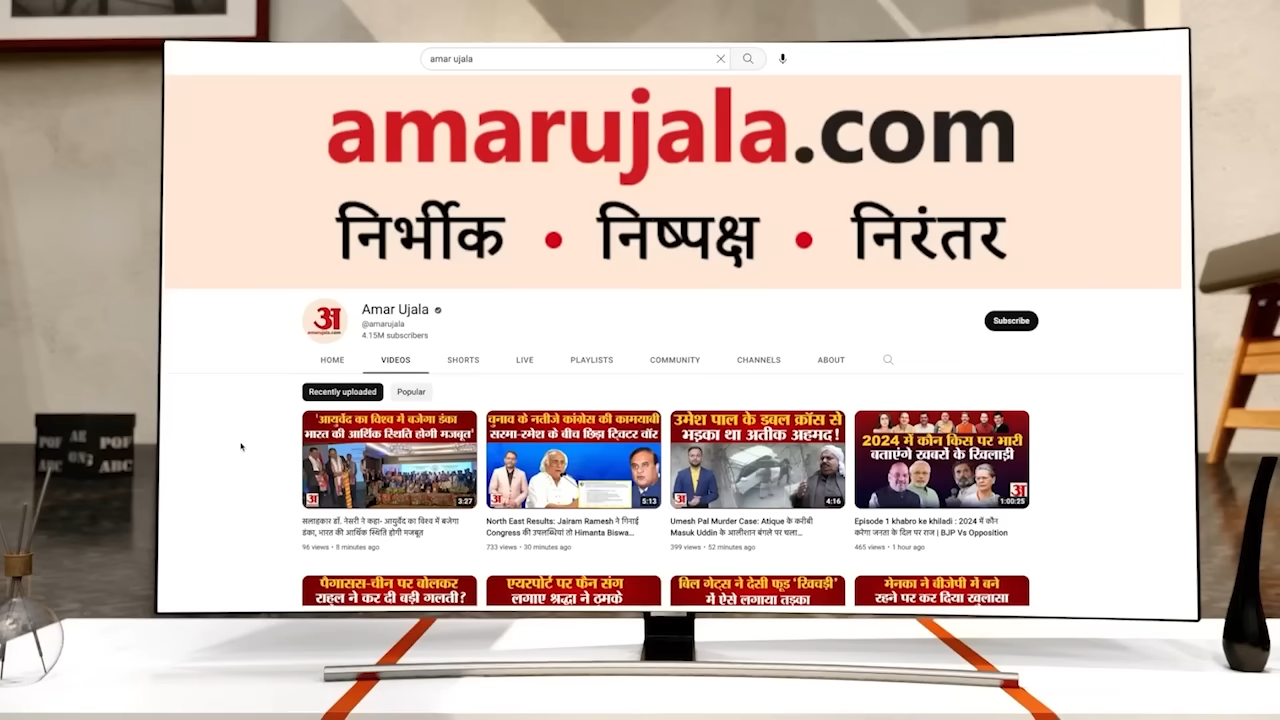 amar ujala
amarujala.com
निर्भीक • निष्पक्ष • निरंतर
अ
amarujala.com
Amar Ujala
@amarujala
4.15M subscribers
Subscribe
HOME VIDEOS SHORTS LIVE PLAYLISTS COMMUNITY CHANNELS ABOUT
Recently uploaded Popular
'आयुर्वेद का विश्व में बजेगा डंका
भारत की आर्थिक स्थिति होगी मजबूत'
अ
3:27
सलाहकार डॉ. नेसरी ने कहा- आयुर्वेद का विश्व में बजेगा
डंका, भारत की आर्थिक स्थिति होगी मजबूत
96 views • 8 minutes ago
चुनाव के नतीजे कांग्रेस की कामयाबी
सरमा-रमेश के बीच छिड़ा ट्विटर वॉर
अ
5:13
North East Results: Jairam Ramesh ने गिनाई
Congress की उपलब्धियां तो Himanta Biswa...
733 views • 30 minutes ago
उमेश पाल के डबल क्रॉस से
भड़का था अतीक अहमद!
अ
4:16
Umesh Pal Murder Case: Atique के करीबी
Masuk Uddin के आलीशान बंगले पर चला...
399 views • 52 minutes ago
2024 में कौन किस पर भारी
बताएंगे खबरों के खिलाड़ी
अ
1:00:25
Episode 1 khabro ke khiladi : 2024 में कौन
करेगा जनता के दिल पर राज | BJP Vs Opposition
465 views • 1 hour ago
पैगासस-चीन पर बोलकर
राहुल ने कर दी बड़ी गलती?
एयरपोर्ट पर फैन संग
लगाए श्रद्धा ने ठुमके
बिल गेट्स ने देसी फूड 'खिचड़ी'
में ऐसे लगाया तड़का
मेनका ने बीजेपी में बने
रहने पर कर दिया खुलासा